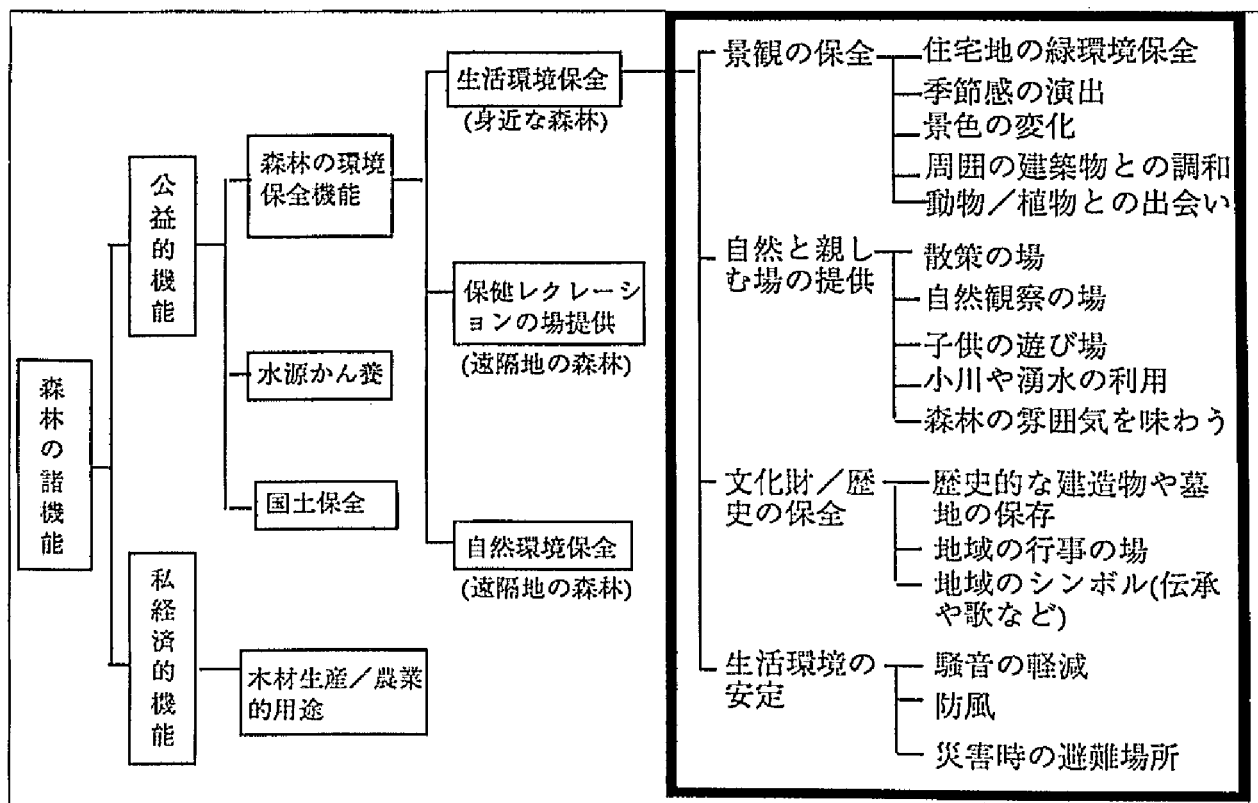 森林の諸機能
公益的機能
私経済的機能
森林の環境
保全機能
水源かん養
国土保全
木材生産／農業
的用途
生活環境保全
(身近な森林)
保健レクレーシ
ョンの場提供
(遠隔地の森林)
自然環境保全
(遠隔地の森林)
景観の保全
住宅地の緑環境保全
季節感の演出
景色の変化
周囲の建築物との調和
動物／植物との出会い
自然と親し
む場の提供
散策の場
自然観察の場
子供の遊び場
小川や湧水の利用
森林の雰囲気を味わう
文化財／歴
史の保全
歴史的な建造物や墓
地の保存
地域の行事の場
地域のシンボル(伝承
や歌など)
生活環境の
安定
騒音の軽減
防風
災害時の避難場所